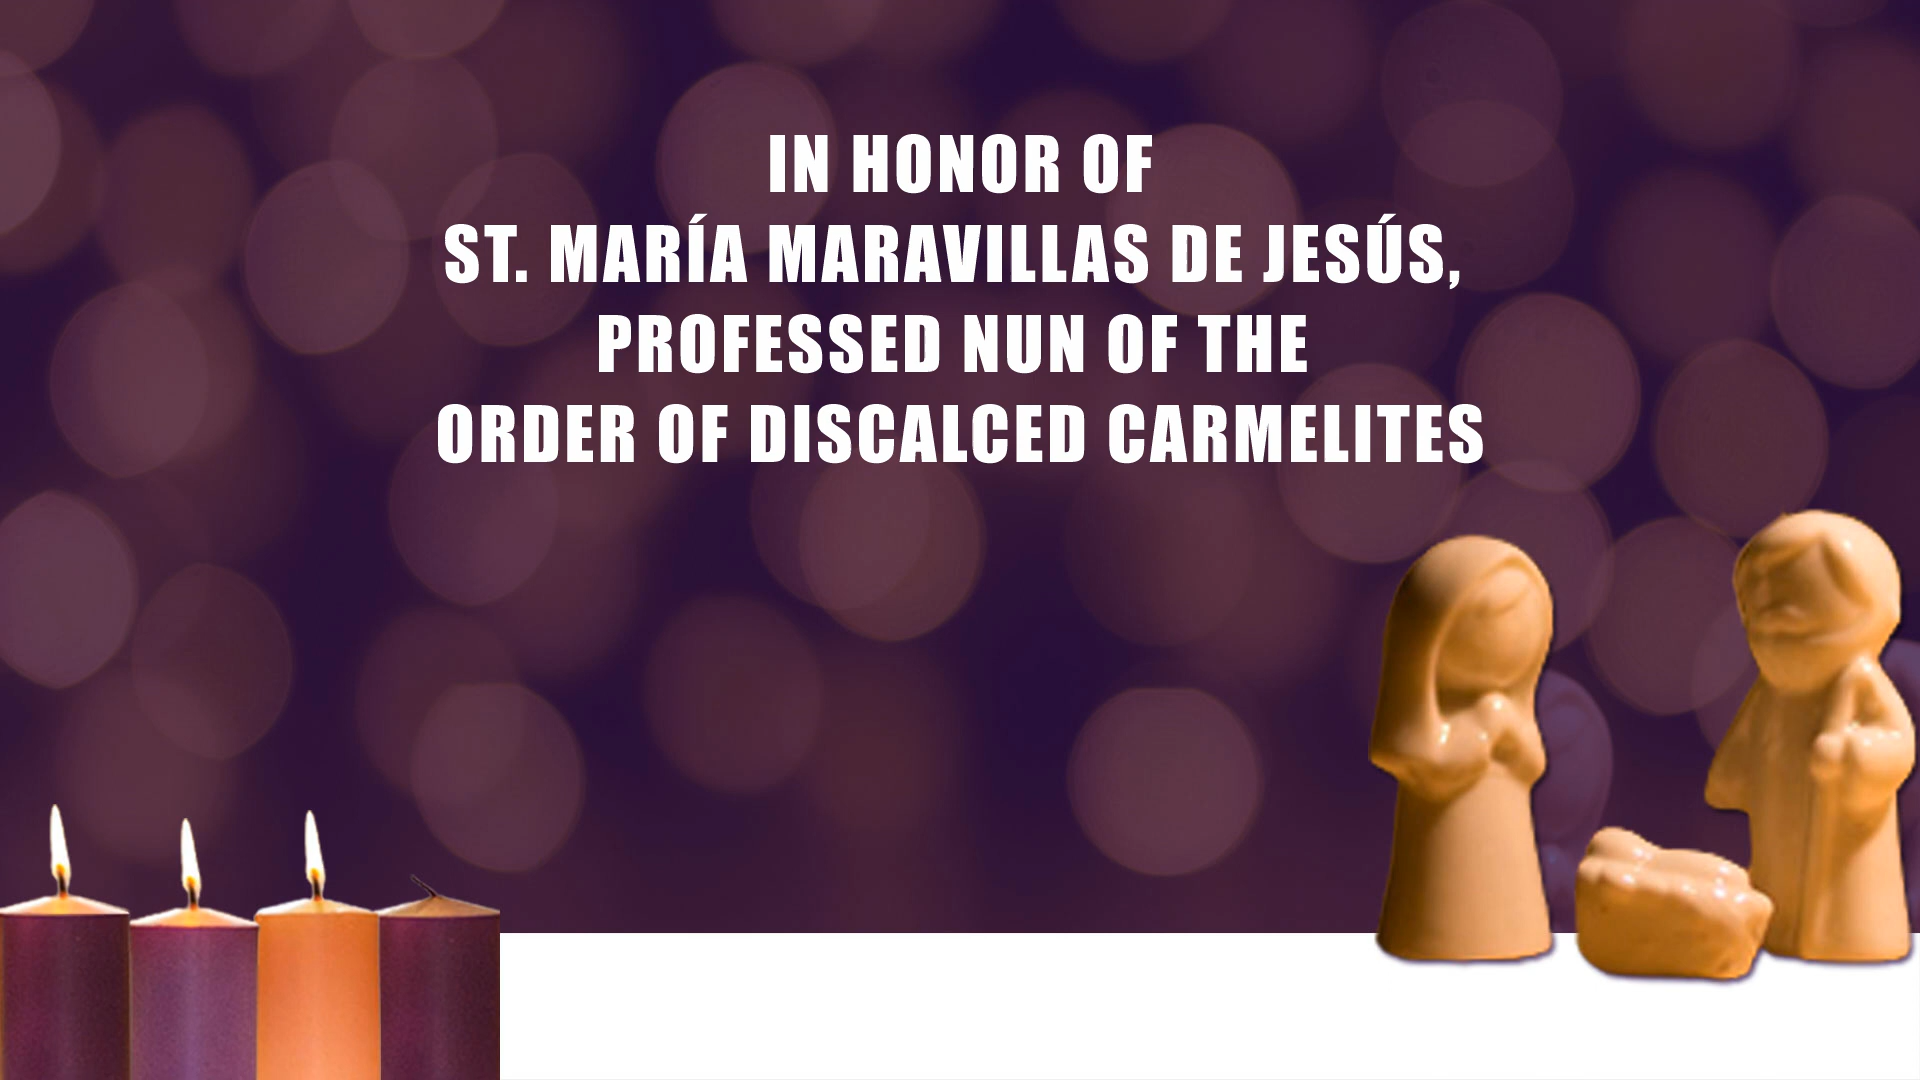 IN HONOR OF
ST. MARÍA MARAVILLAS DE JESÚS,
PROFESSED NUN OF THE
ORDER OF DISCALCED CARMELITES